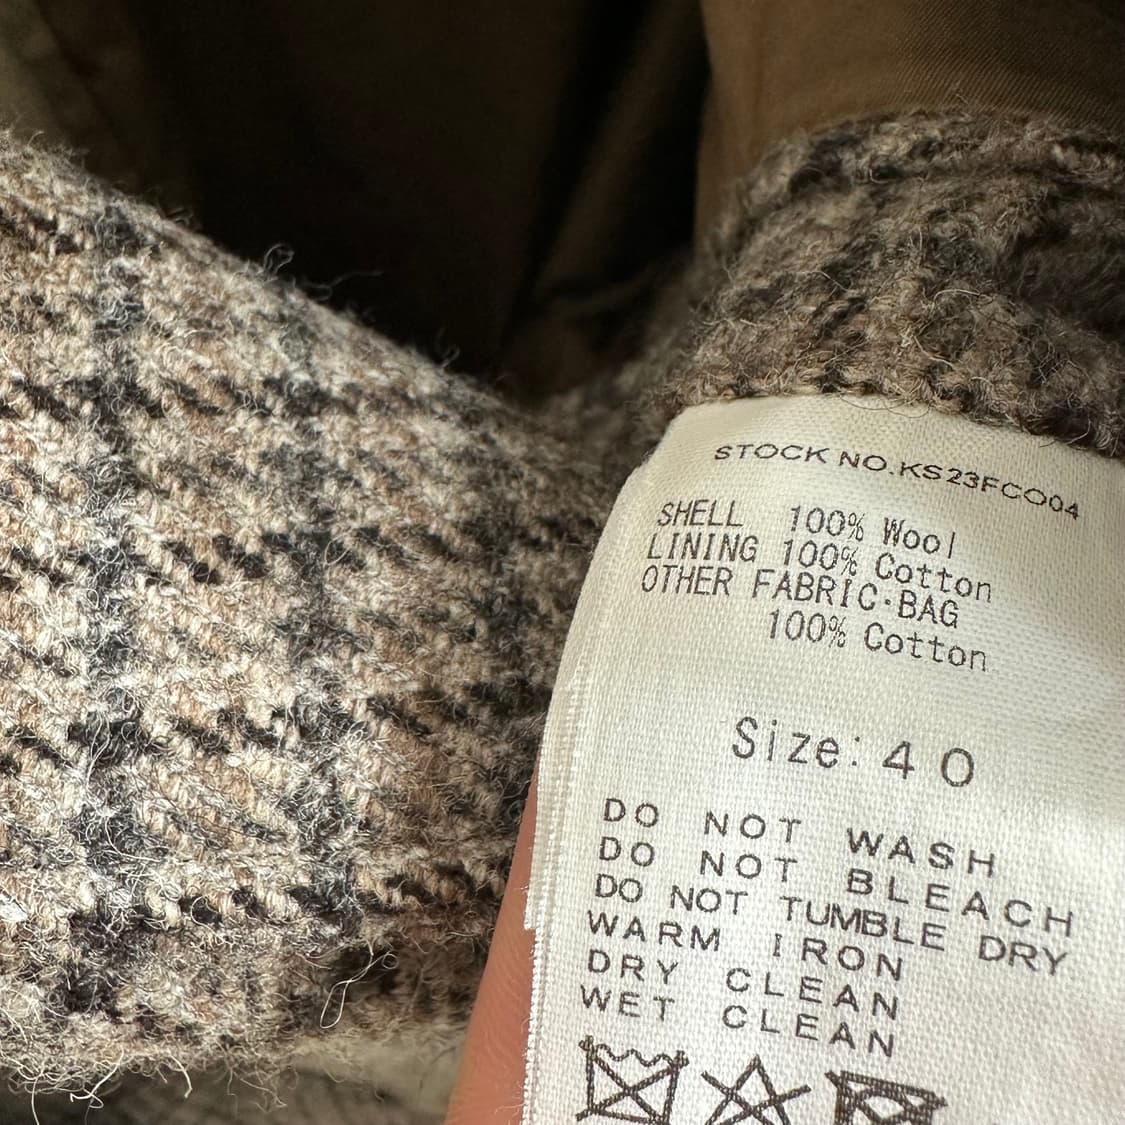 STOCK NO.KS23FCO04
SHELL 100% Wool
LINING 100% Cotton
OTHER FABRIC·BAG
100% Cotton
Size: 40
DO NOT WASH
DO NOT BLEACH
DO NOT TUMBLE DRY
WARM IRON
DRY CLEAN
WET CLEAN